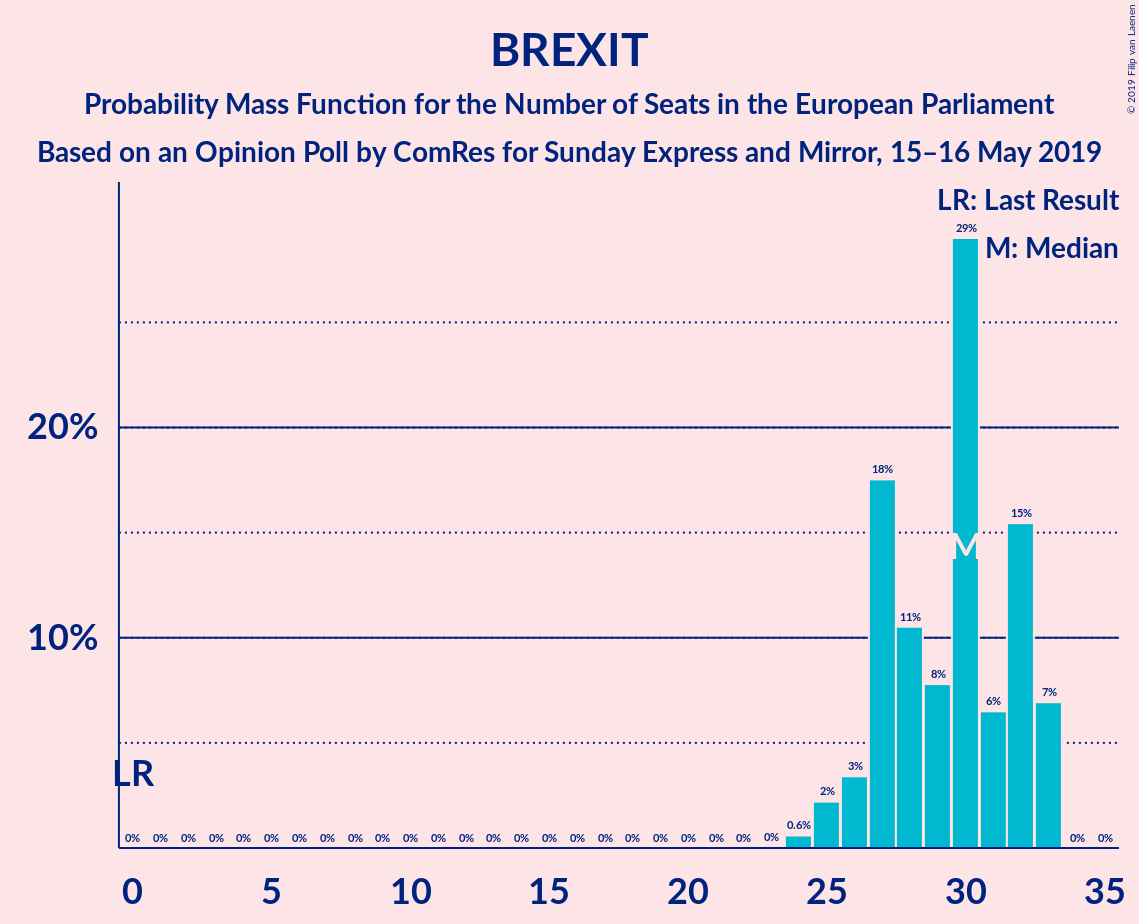 BREXIT
Probability Mass Function for the Number of Seats in the European Parliament
Based on an Opinion Poll by ComRes for Sunday Express and Mirror, 15–16 May 2019
© 2019 Filip van Laenen
LR: Last Result
M: Median
20%
10%
LR
M
0% 0% 0% 0% 0% 0% 0% 0% 0% 0% 0% 0% 0% 0% 0% 0% 0% 0% 0% 0% 0% 0% 0% 0% 0.6% 2% 3% 18% 11% 8% 29% 6% 15% 7% 0% 0%
0 5 10 15 20 25 30 35